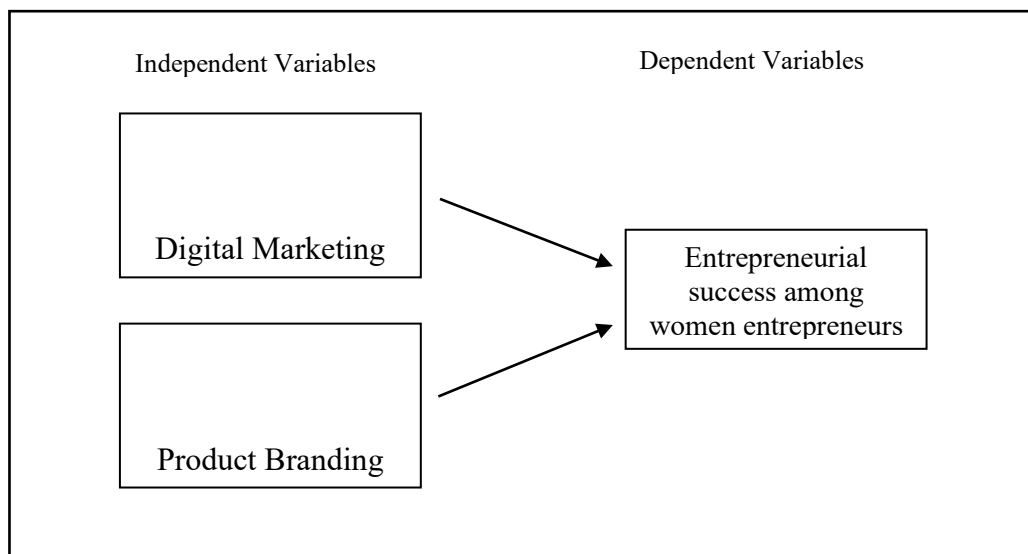 Independent Variables
Dependent Variables
Digital Marketing
Entrepreneurial
success among
women entrepreneurs
Product Branding